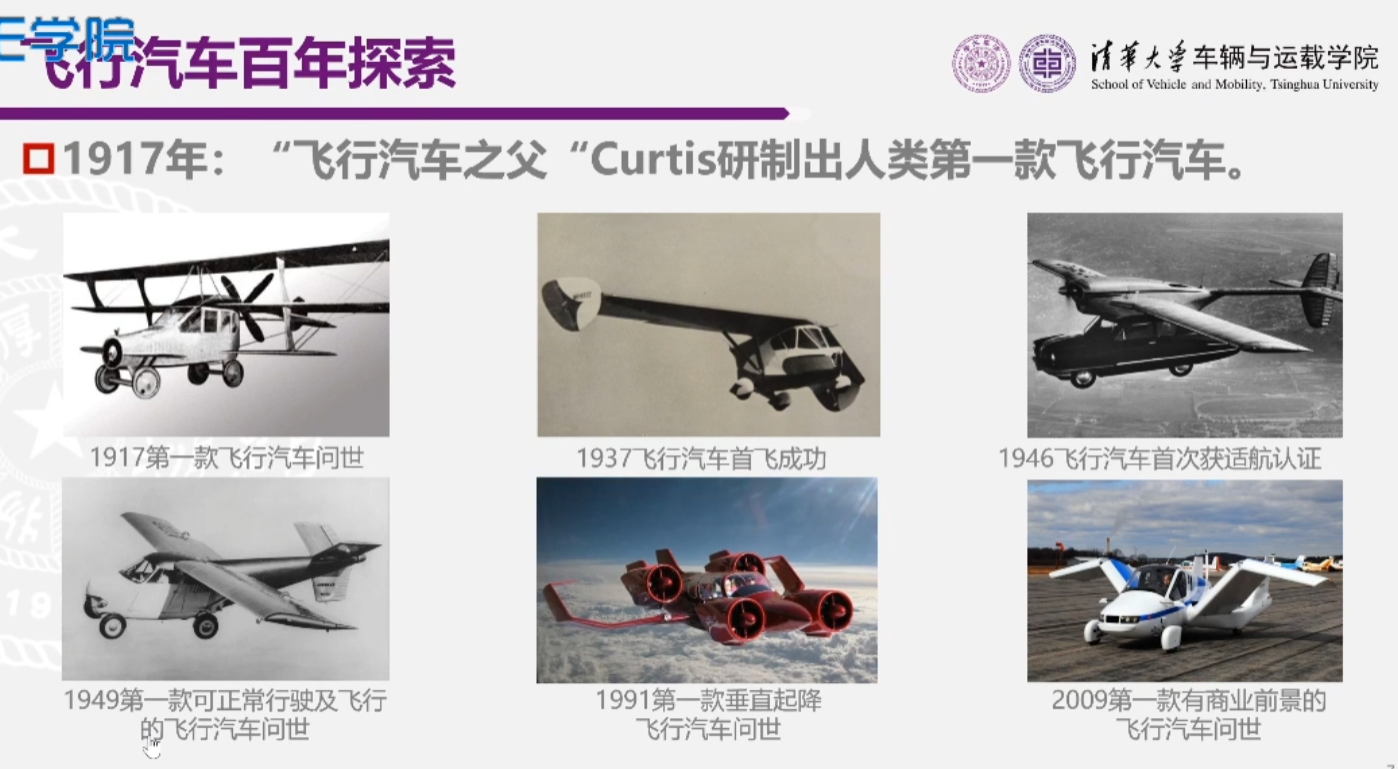 E学院
飞行汽车百年探索
清华大学车辆与运载学院
School of Vehicle and Mobility, Tsinghua University
1917年：“飞行汽车之父“Curtis研制出人类第一款飞行汽车。
1917第一款飞行汽车问世
1937飞行汽车首飞成功
1946飞行汽车首次获适航认证
1949第一款可正常行驶及飞行
的飞行汽车问世
1991第一款垂直起降
飞行汽车问世
2009第一款有商业前景的
飞行汽车问世